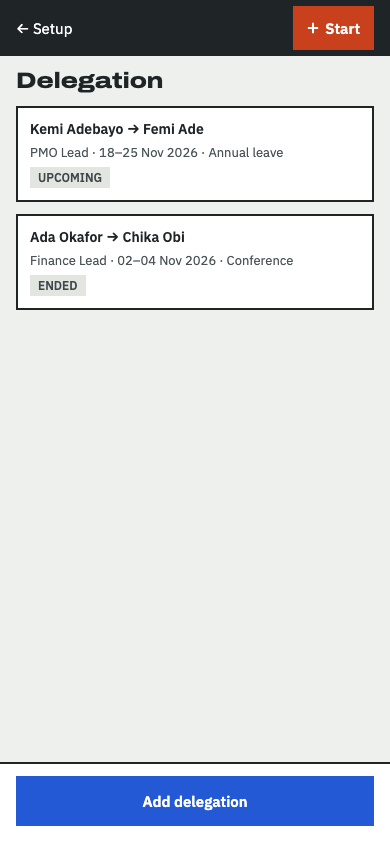 ← Setup
+ Start
Delegation
Kemi Adebayo → Femi Ade
PMO Lead · 18–25 Nov 2026 · Annual leave
UPCOMING
Ada Okafor → Chika Obi
Finance Lead · 02–04 Nov 2026 · Conference
ENDED
Add delegation